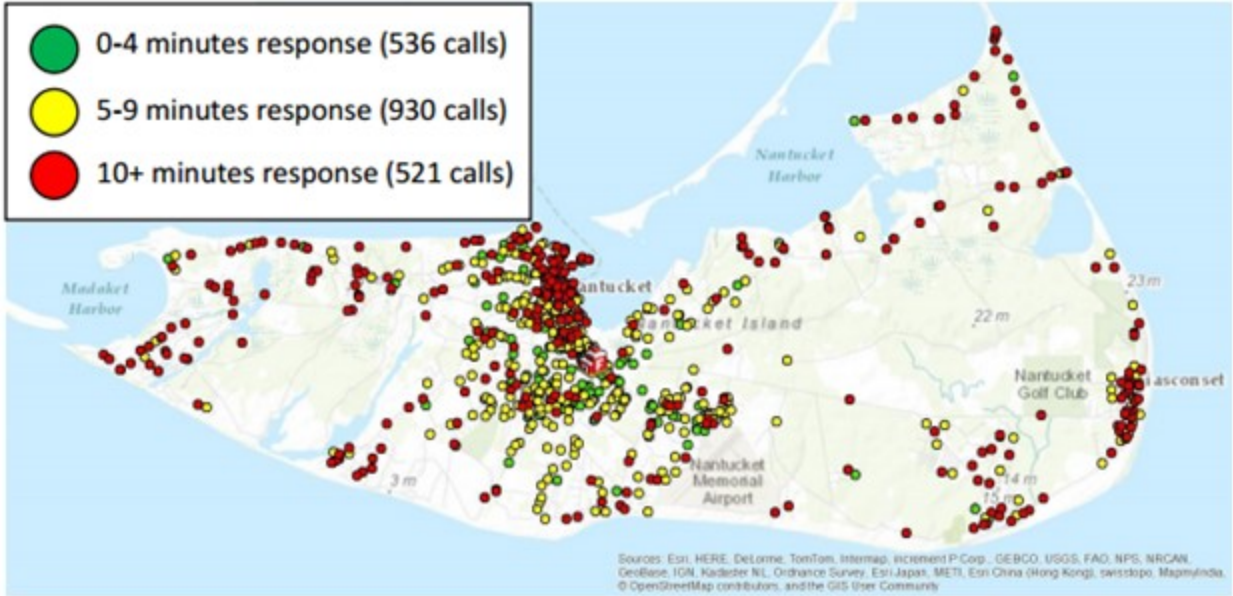 0-4 minutes response (536 calls)
5-9 minutes response (930 calls)
10+ minutes response (521 calls)
Nantucket
Harbor
Madaket
Harbor
antucket
Nantucket Island
23 m
22 m
Nantucket
Golf Club
iasconset
Nantucket
Memorial
Airport
3 m
14 m
15 m
Sources: Esri, HERE, DeLorme, TomTom, Intermap, increment P Corp., GEBCO, USGS, FAO, NPS, NRCAN,
GeoBase, IGN, Kadaster NL, Ordnance Survey, Esri Japan, METI, Esri China (Hong Kong), swisstopo, MapmyIndia,
© OpenStreetMap contributors, and the GIS User Community